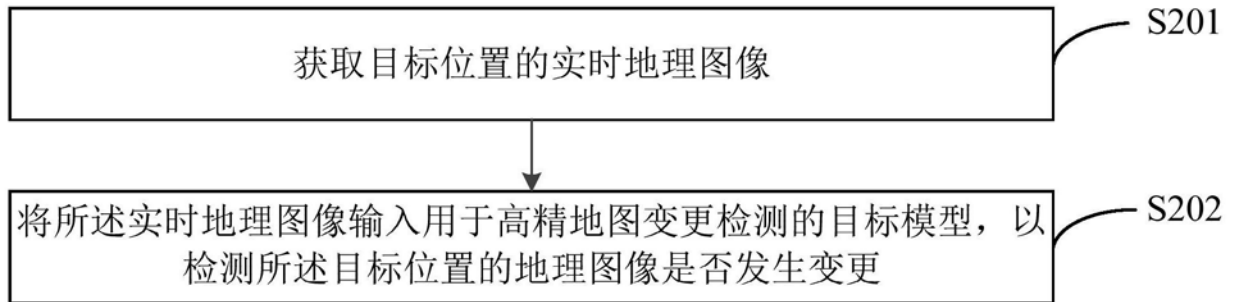 获取目标位置的实时地理图像
S201
将所述实时地理图像输入用于高精地图变更检测的目标模型，以
检测所述目标位置的地理图像是否发生变更
S202